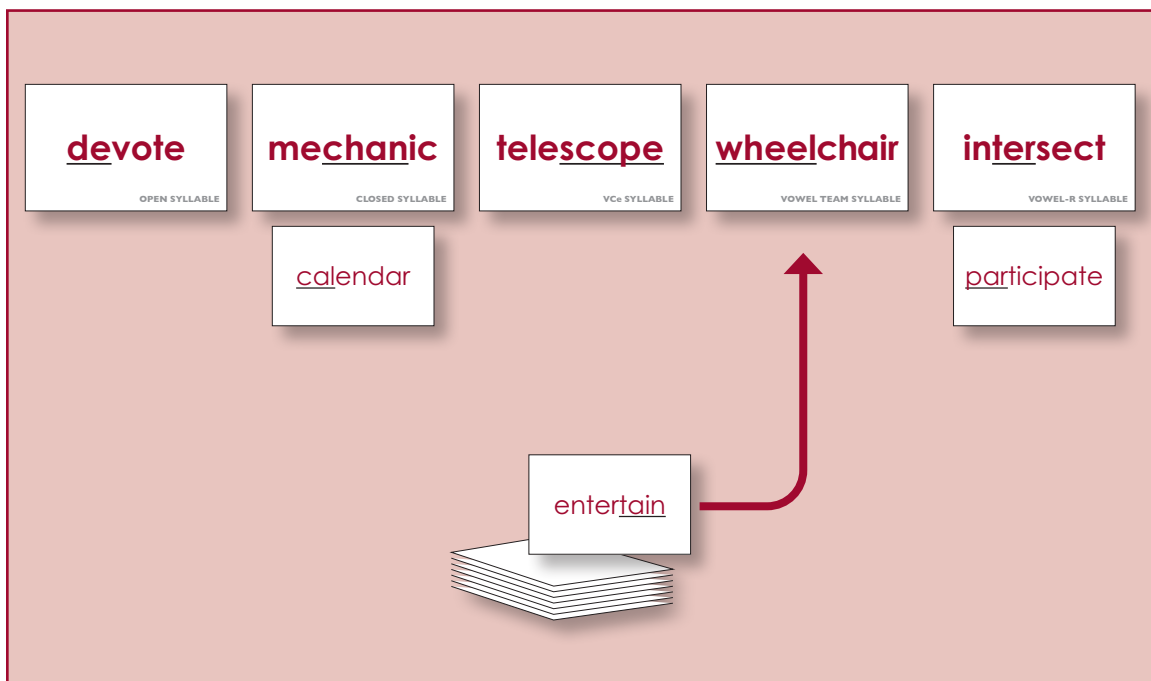 devote
OPEN SYLLABLE
mechanic
CLOSED SYLLABLE
telescope
VCe SYLLABLE
wheelchair
VOWEL TEAM SYLLABLE
intersect
VOWEL-R SYLLABLE
calendar
participate
entertain